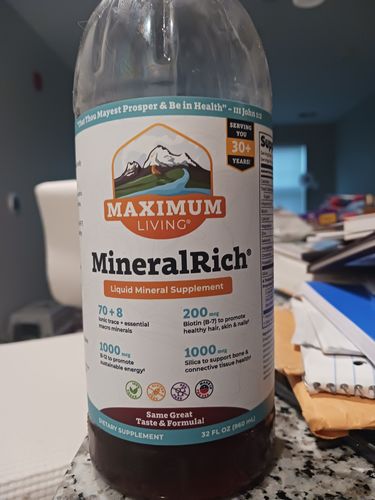 That Thou Mayest Prosper & Be in Health" - III John 1:2
SERVING
YOU
30+
YEARS!
MAXIMUM
LIVING®
MineralRich®
Liquid Mineral Supplement
70+8
Ionic trace + essential
macro minerals
200 mcg
Biotin (B-7) to promote
healthy hair, skin & nails†
1000 mcg
B-12 to promote
sustainable energy†
1000 mcg
Silica to support bone &
connective tissue health†
Same Great
Taste & Formula!
DIETARY SUPPLEMENT
32 FL OZ (960 mL)